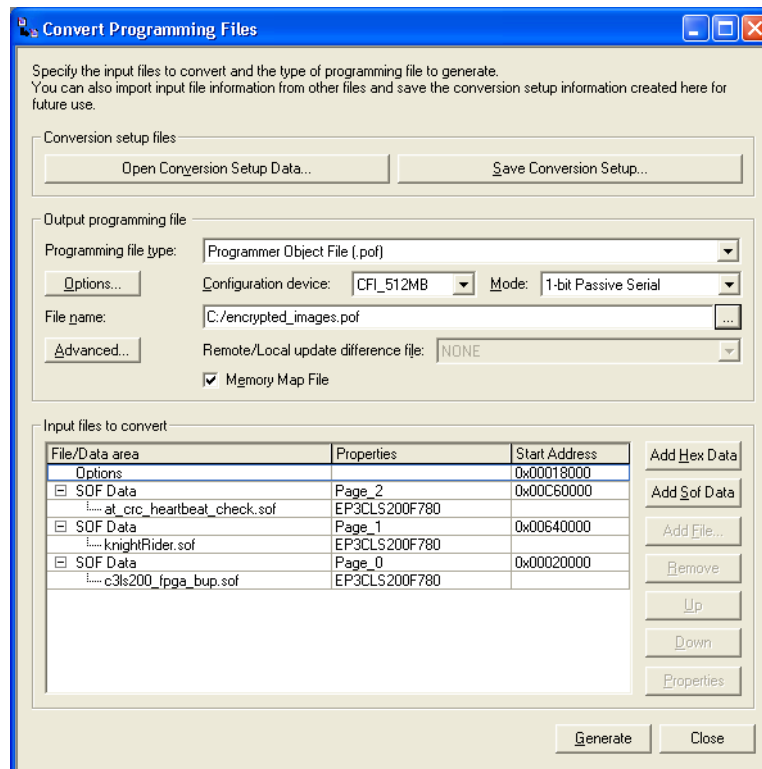 Convert Programming Files
Specify the input files to convert and the type of programming file to generate.
You can also import input file information from other files and save the conversion setup information created here for
future use.
Conversion setup files
Open Conversion Setup Data...
Save Conversion Setup...
Output programming file
Programming file type: Programmer Object File (.pof)
Options... Configuration device: CFI_512MB Mode: 1-bit Passive Serial
File name: C:/encrypted_images.pof ...
Advanced... Remote/Local update difference file: NONE
Memory Map File
Input files to convert
File/Data area Properties Start Address
Options 0x00018000
SOF Data Page_2 0x00C60000
at_crc_heartbeat_check.sof EP3CLS200F780
SOF Data Page_1 0x00640000
knightRider.sof EP3CLS200F780
SOF Data Page_0 0x00020000
c3ls200_fpga_bup.sof EP3CLS200F780
Add Hex Data
Add Sof Data
Add File...
Remove
Up
Down
Properties
Generate Close